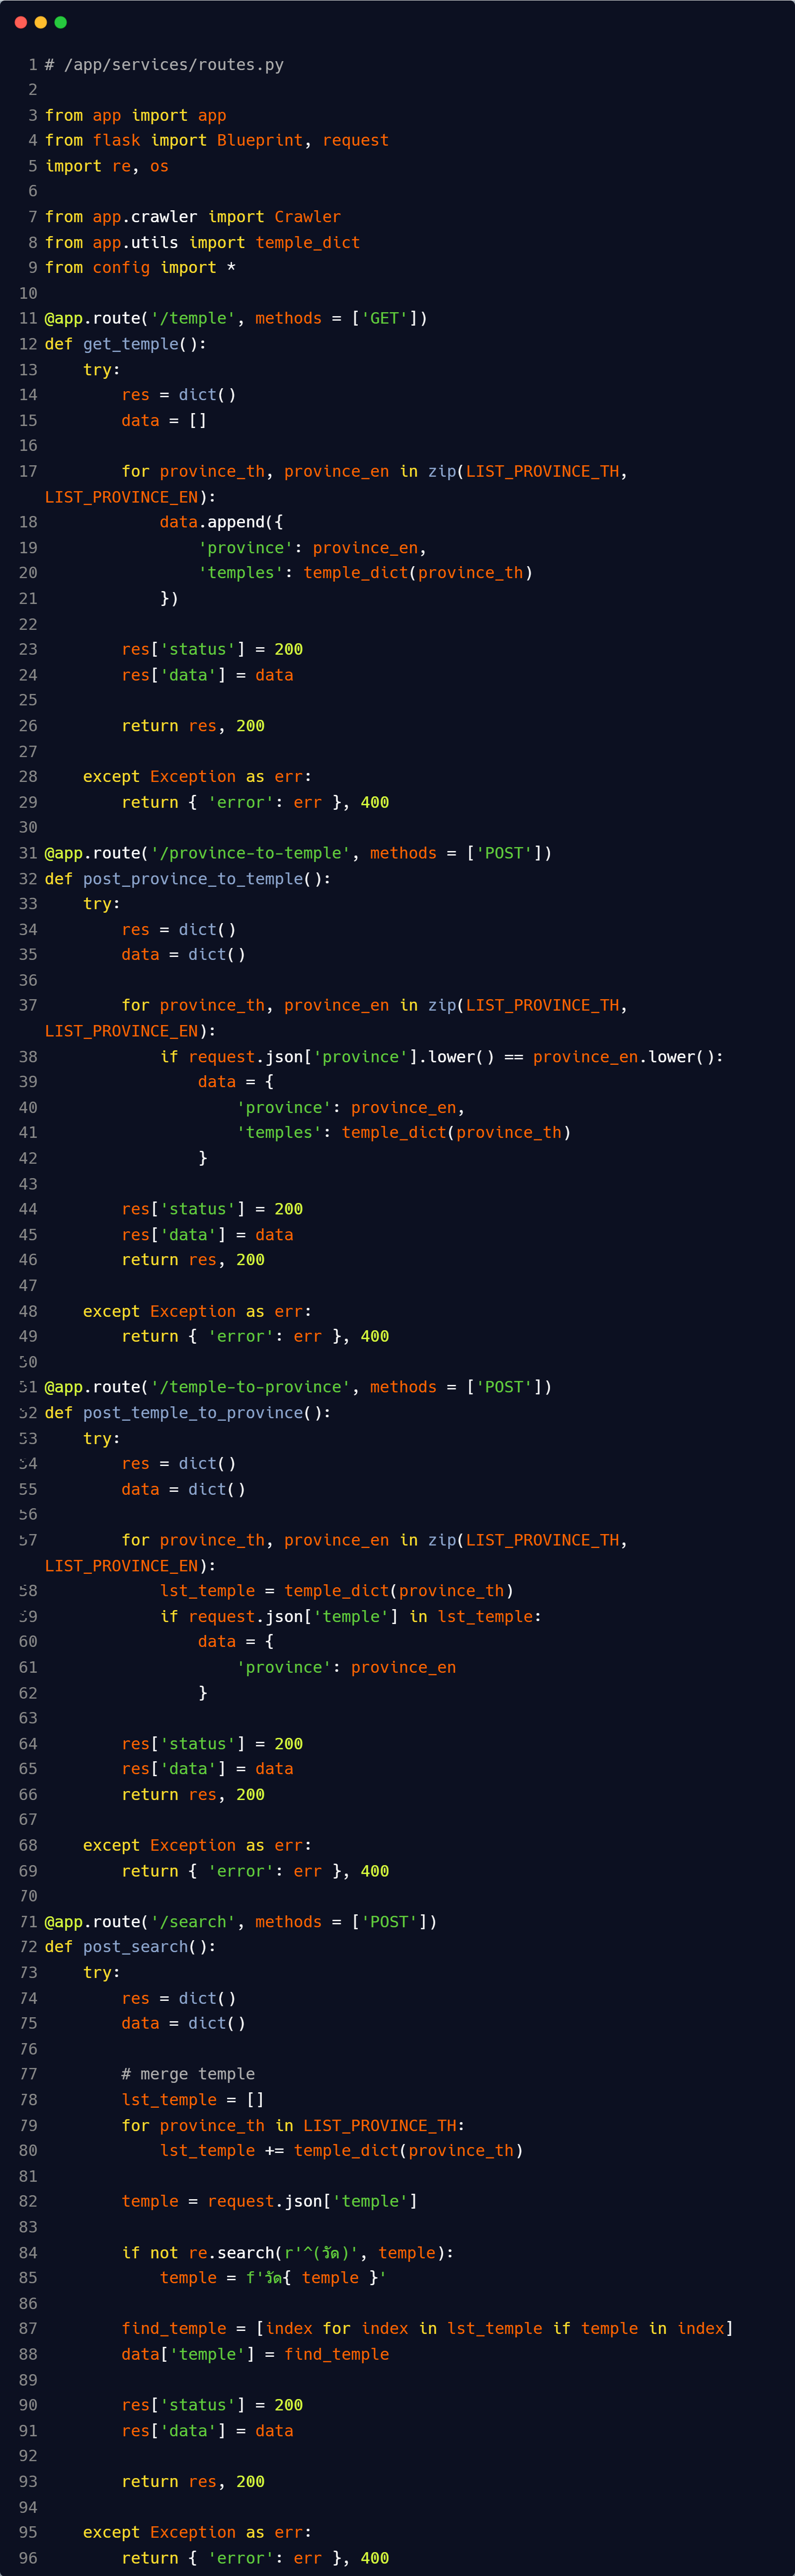 1 # /app/services/routes.py
2
3 from app import app
4 from flask import Blueprint, request
5 import re, os
6
7 from app.crawler import Crawler
8 from app.utils import temple_dict
9 from config import *
10
11 @app.route('/temple', methods = ['GET'])
12 def get_temple():
13     try:
14         res = dict()
15         data = []
16
17         for province_th, province_en in zip(LIST_PROVINCE_TH,
LIST_PROVINCE_EN):
18             data.append({
19                 'province': province_en,
20                 'temples': temple_dict(province_th)
21             })
22
23         res['status'] = 200
24         res['data'] = data
25
26         return res, 200
27
28     except Exception as err:
29         return { 'error': err }, 400
30
31 @app.route('/province-to-temple', methods = ['POST'])
32 def post_province_to_temple():
33     try:
34         res = dict()
35         data = dict()
36
37         for province_th, province_en in zip(LIST_PROVINCE_TH,
LIST_PROVINCE_EN):
38             if request.json['province'].lower() == province_en.lower():
39                 data = {
40                     'province': province_en,
41                     'temples': temple_dict(province_th)
42                 }
43
44         res['status'] = 200
45         res['data'] = data
46         return res, 200
47
48     except Exception as err:
49         return { 'error': err }, 400
50
51 @app.route('/temple-to-province', methods = ['POST'])
52 def post_temple_to_province():
53     try:
54         res = dict()
55         data = dict()
56
57         for province_th, province_en in zip(LIST_PROVINCE_TH,
LIST_PROVINCE_EN):
58             lst_temple = temple_dict(province_th)
59             if request.json['temple'] in lst_temple:
60                 data = {
61                     'province': province_en
62                 }
63
64         res['status'] = 200
65         res['data'] = data
66         return res, 200
67
68     except Exception as err:
69         return { 'error': err }, 400
70
71 @app.route('/search', methods = ['POST'])
72 def post_search():
73     try:
74         res = dict()
75         data = dict()
76
77         # merge temple
78         lst_temple = []
79         for province_th in LIST_PROVINCE_TH:
80             lst_temple += temple_dict(province_th)
81
82         temple = request.json['temple']
83
84         if not re.search(r'^(วัด)', temple):
85             temple = f'วัด{ temple }'
86
87         find_temple = [index for index in lst_temple if temple in index]
88         data['temple'] = find_temple
89
90         res['status'] = 200
91         res['data'] = data
92
93         return res, 200
94
95     except Exception as err:
96         return { 'error': err }, 400